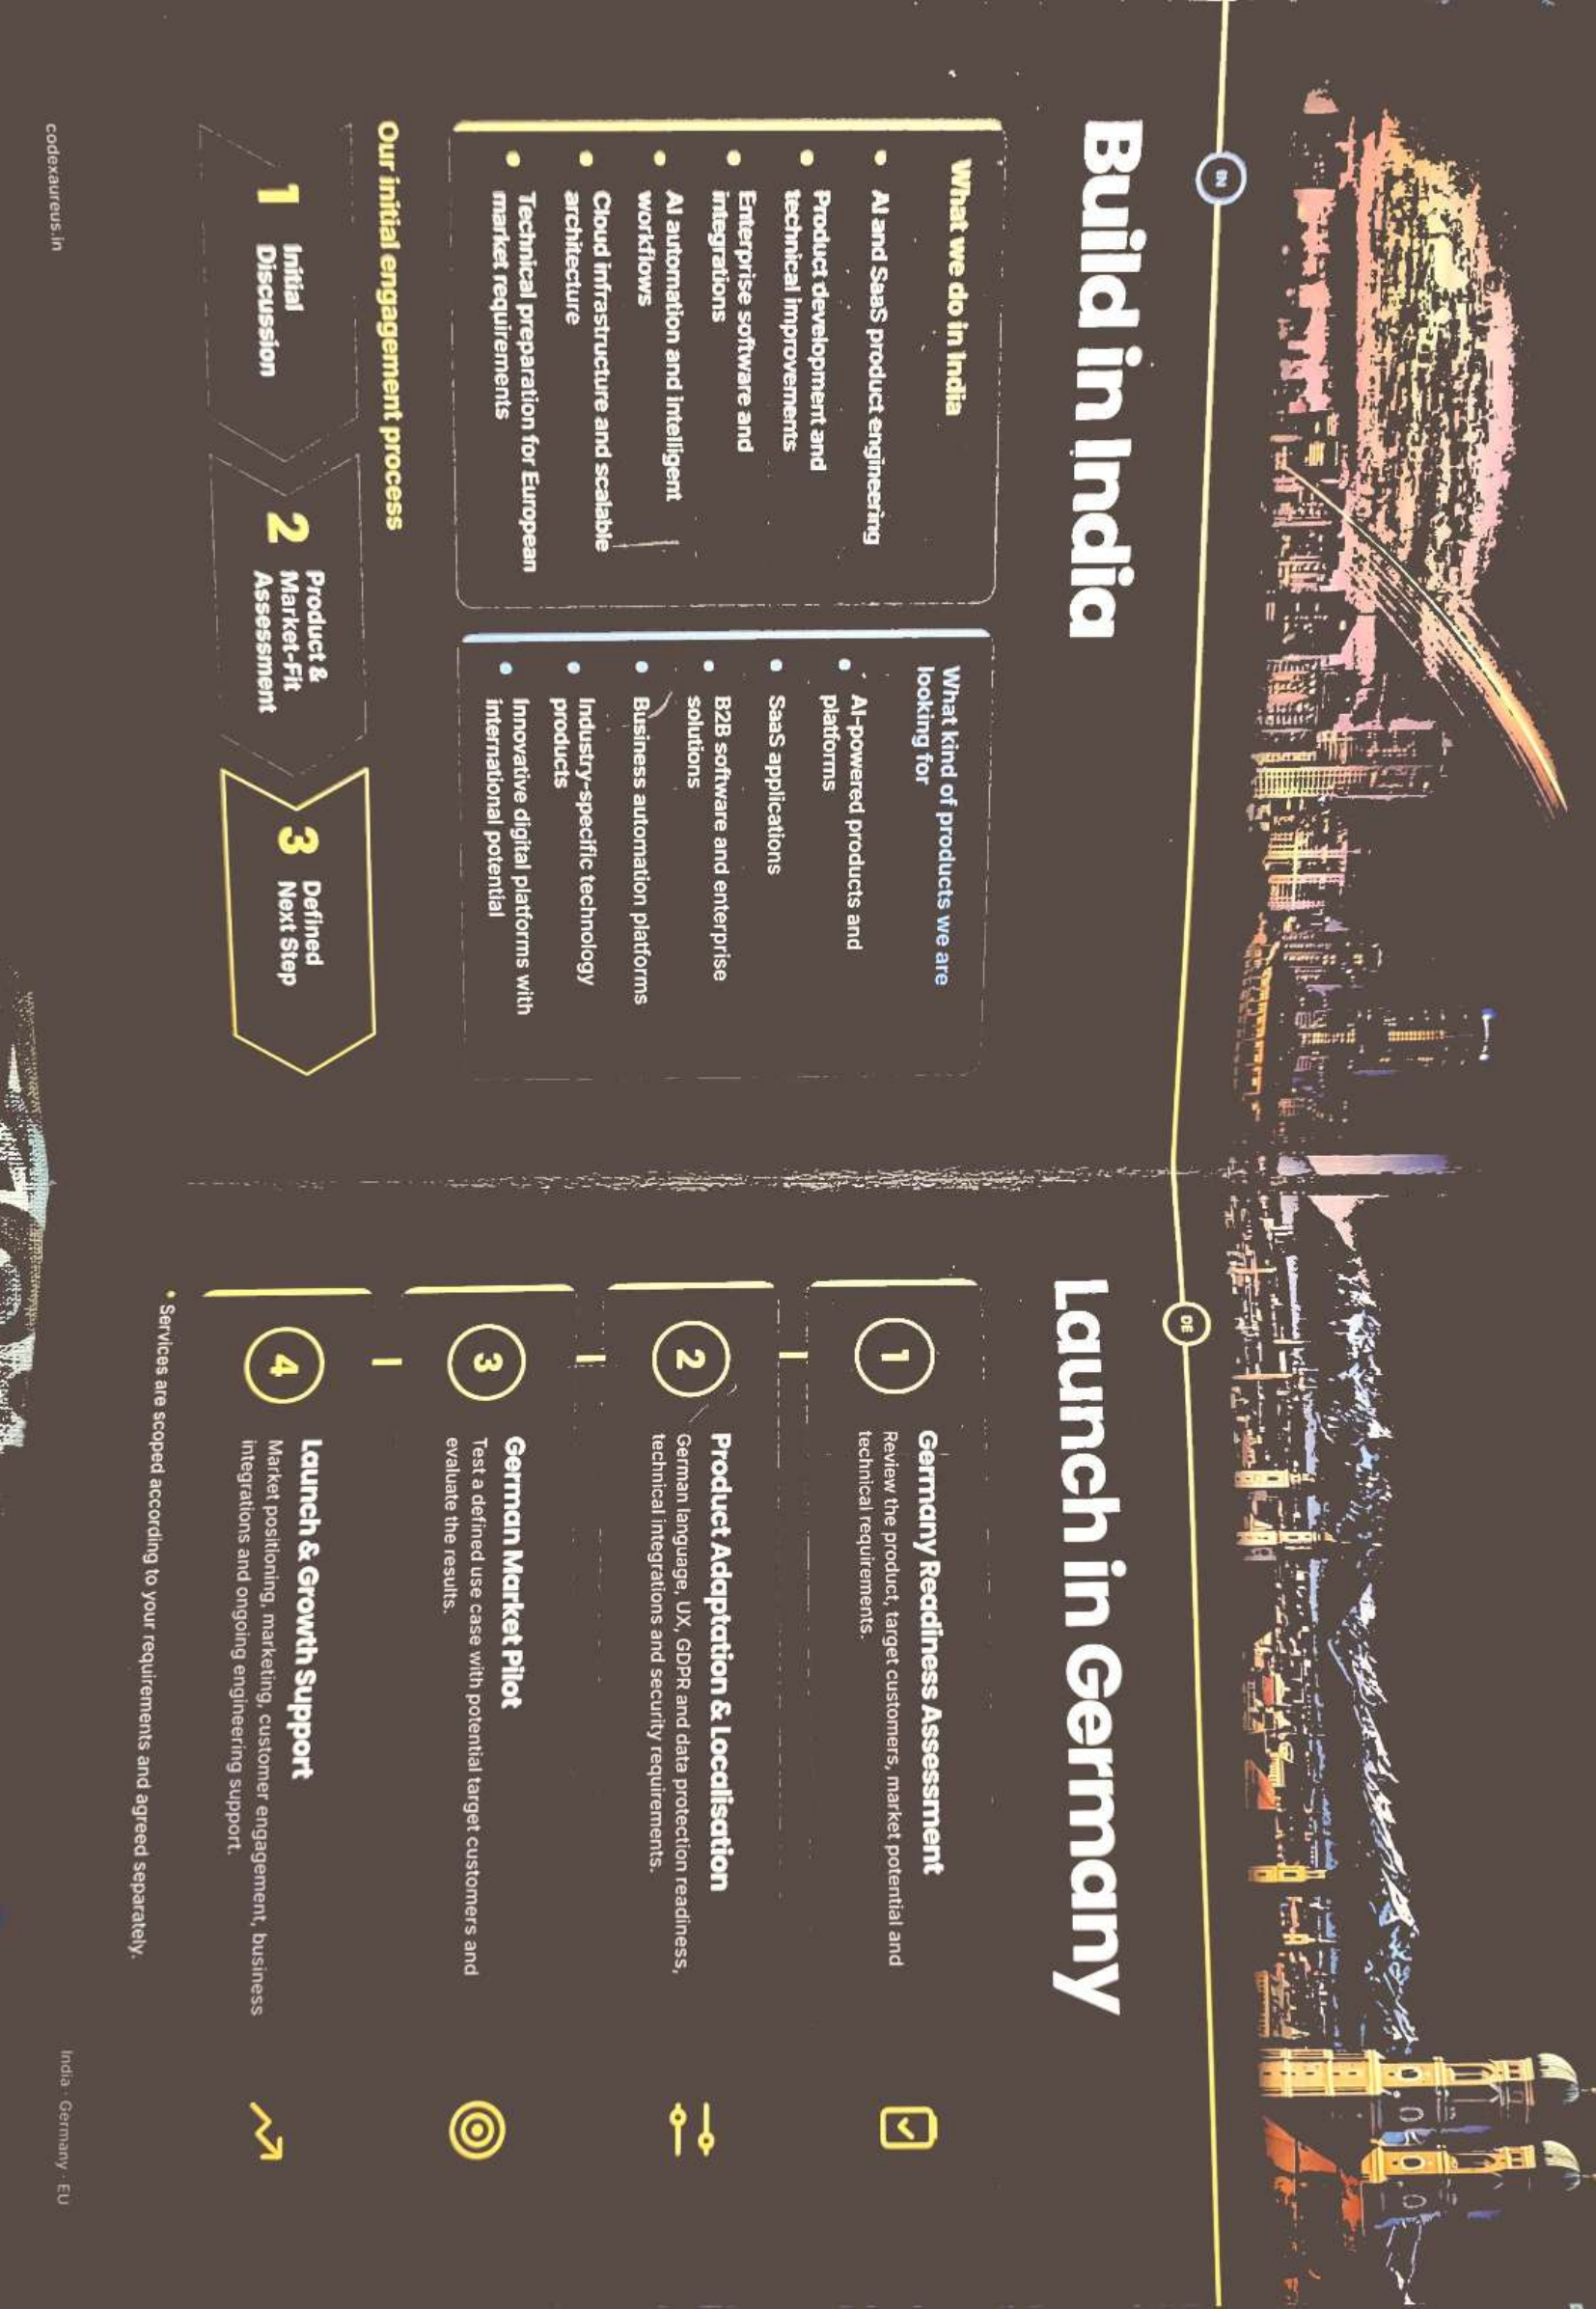 EN
Build in India
What we do in India
• AI and SaaS product engineering
• Product development and
technical improvements
• Enterprise software and
integrations
• AI automation and intelligent
workflows
• Cloud infrastructure and scalable
architecture
• Technical preparation for European
market requirements
What kind of products we are
looking for
• AI-powered products and
platforms
• SaaS applications
• B2B software and enterprise
solutions
• Business automation platforms
• Industry-specific technology
products
• Innovative digital platforms with
international potential
Our initial engagement process
1 Initial
Discussion
2 Product &
Market-Fit
Assessment
3 Defined
Next Step
codexaureus.in
DE
Launch in Germany
1 Germany Readiness Assessment
Review the product, target customers, market potential and
technical requirements.
2 Product Adaptation & Localisation
German language, UX, GDPR and data protection readiness,
technical integrations and security requirements.
3 German Market Pilot
Test a defined use case with potential target customers and
evaluate the results.
4 Launch & Growth Support
Market positioning, marketing, customer engagement, business
integrations and ongoing engineering support.
• Services are scoped according to your requirements and agreed separately.
India · Germany · EU